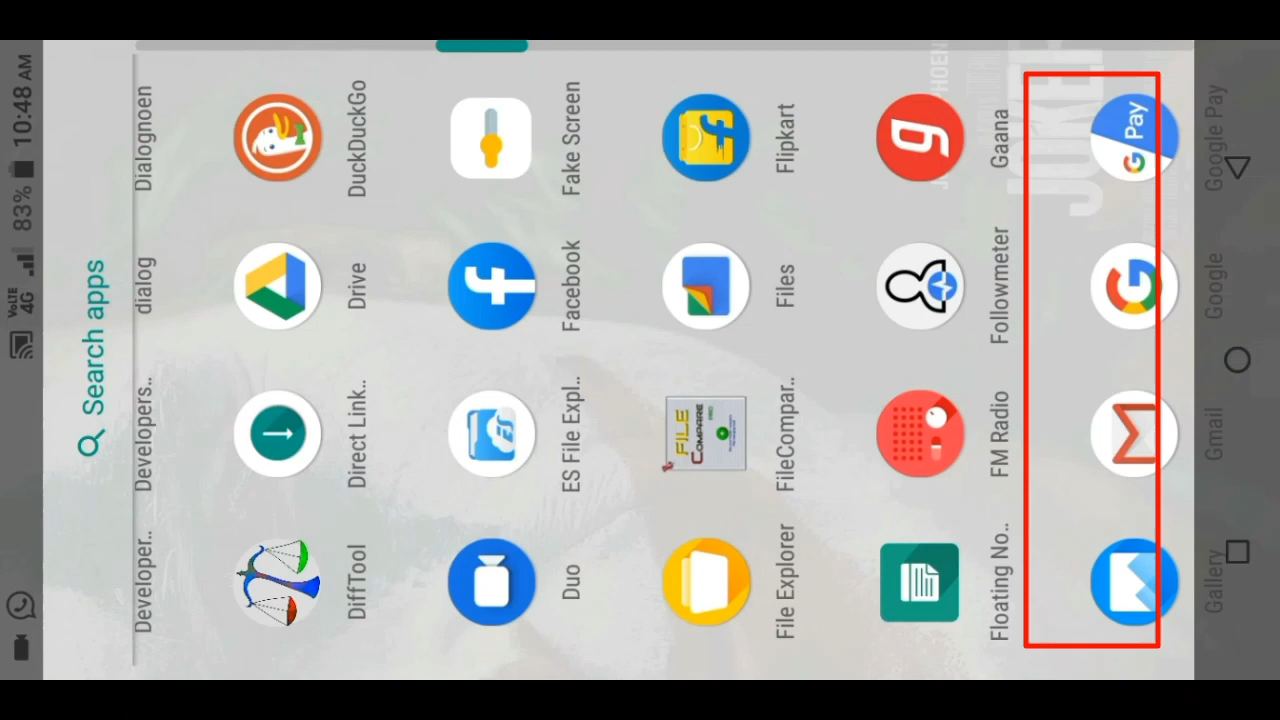 VoLTE
4G 83% 10:48 AM
Search apps
Developer.. Developers.. dialog Dialognoen
DiffTool Direct Link.. Drive DuckDuckGo
Duo ES File Expl.. Facebook Fake Screen
FILE
COMPARE
File Explorer FileCompar.. Files Flipkart
Floating No.. FM Radio Followmeter Gaana
JOKER
G Pay
Gallery Gmail Google Google Pay